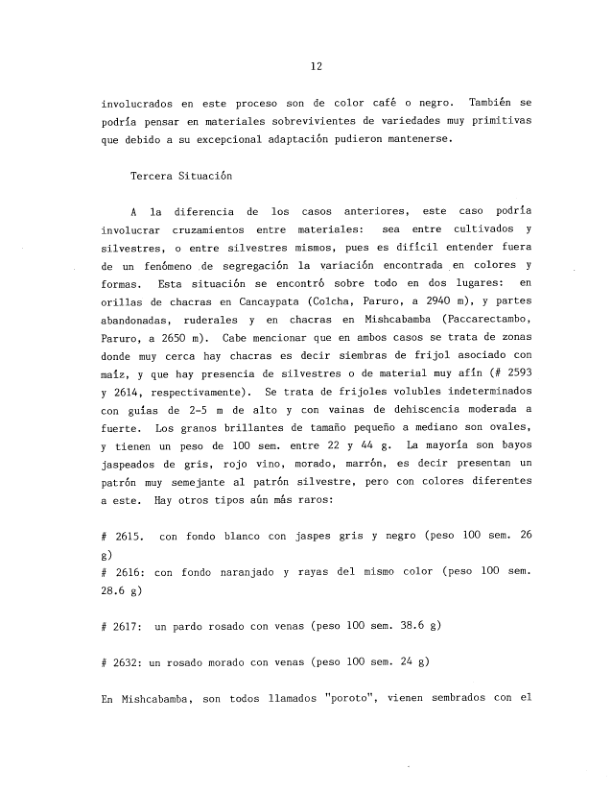 12
involucrados en este proceso son de color café o negro. También se
podría pensar en materiales sobrevivientes de variedades muy primitivas
que debido a su excepcional adaptación pudieron mantenerse.
Tercera Situación
A la diferencia de los casos anteriores, este caso podría
involucrar cruzamientos entre materiales: sea entre cultivados y
silvestres, o entre silvestres mismos, pues es difícil entender fuera
de un fenómeno de segregación la variación encontrada en colores y
formas. Esta situación se encontró sobre todo en dos lugares: en
orillas de chacras en Cancaypata (Colcha, Paruro, a 2940 m), y partes
abandonadas, ruderales y en chacras en Mishcabamba (Paccarectambo,
Paruro, a 2650 m). Cabe mencionar que en ambos casos se trata de zonas
donde muy cerca hay chacras es decir siembras de frijol asociado con
maíz, y que hay presencia de silvestres o de material muy afín (# 2593
y 2614, respectivamente). Se trata de frijoles volubles indeterminados
con guías de 2-5 m de alto y con vainas de dehiscencia moderada a
fuerte. Los granos brillantes de tamaño pequeño a mediano son ovales,
y tienen un peso de 100 sem. entre 22 y 44 g. La mayoría son bayos
jaspeados de gris, rojo vino, morado, marrón, es decir presentan un
patrón muy semejante al patrón silvestre, pero con colores diferentes
a este. Hay otros tipos aún más raros:
# 2615. con fondo blanco con jaspes gris y negro (peso 100 sem. 26
g)
# 2616: con fondo naranjado y rayas del mismo color (peso 100 sem.
28.6 g)
# 2617: un pardo rosado con venas (peso 100 sem. 38.6 g)
# 2632: un rosado morado con venas (peso 100 sem. 24 g)
En Mishcabamba, son todos llamados "poroto", vienen sembrados con el